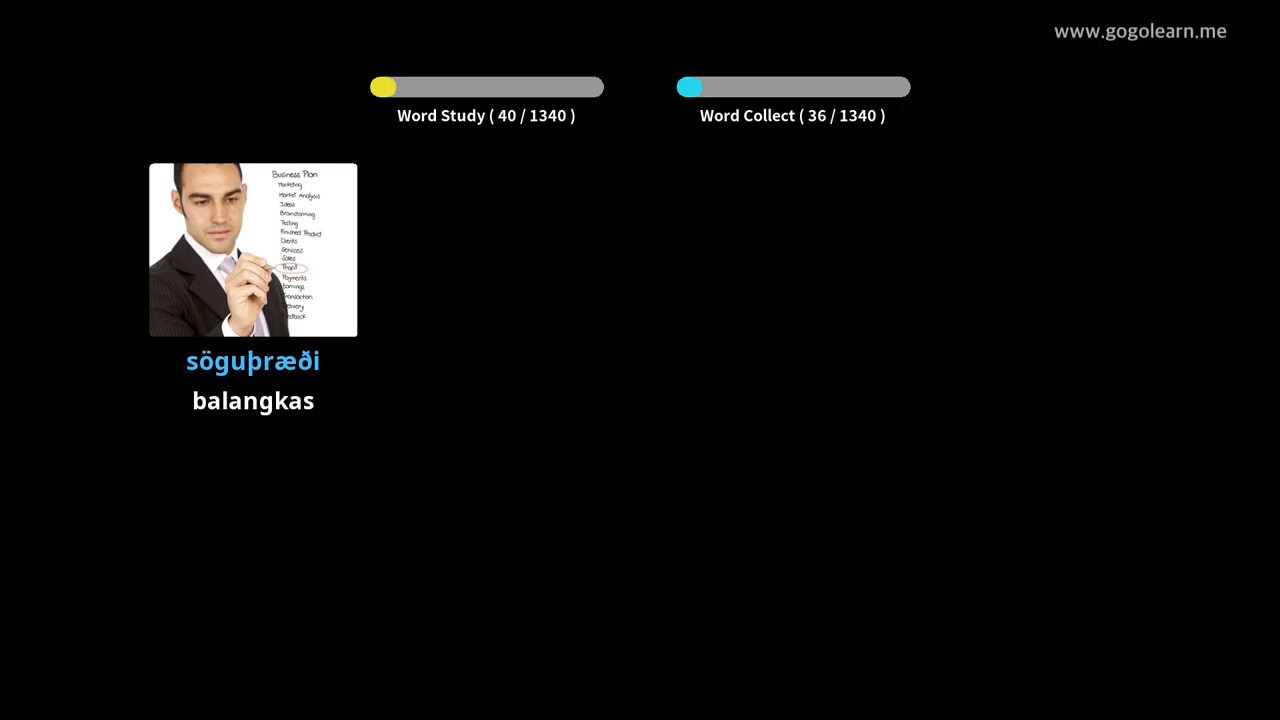 www.gogolearn.me
Word Study ( 40 / 1340 )
Word Collect ( 36 / 1340 )
Business Plan
Marketing
Market Analysis
Ideas
Brainstorming
Testing
Finished Product
Clients
Services
Sales
Profit
Payments
Earnings
Transaction
Delivery
Feedback
söguþræði
balangkas